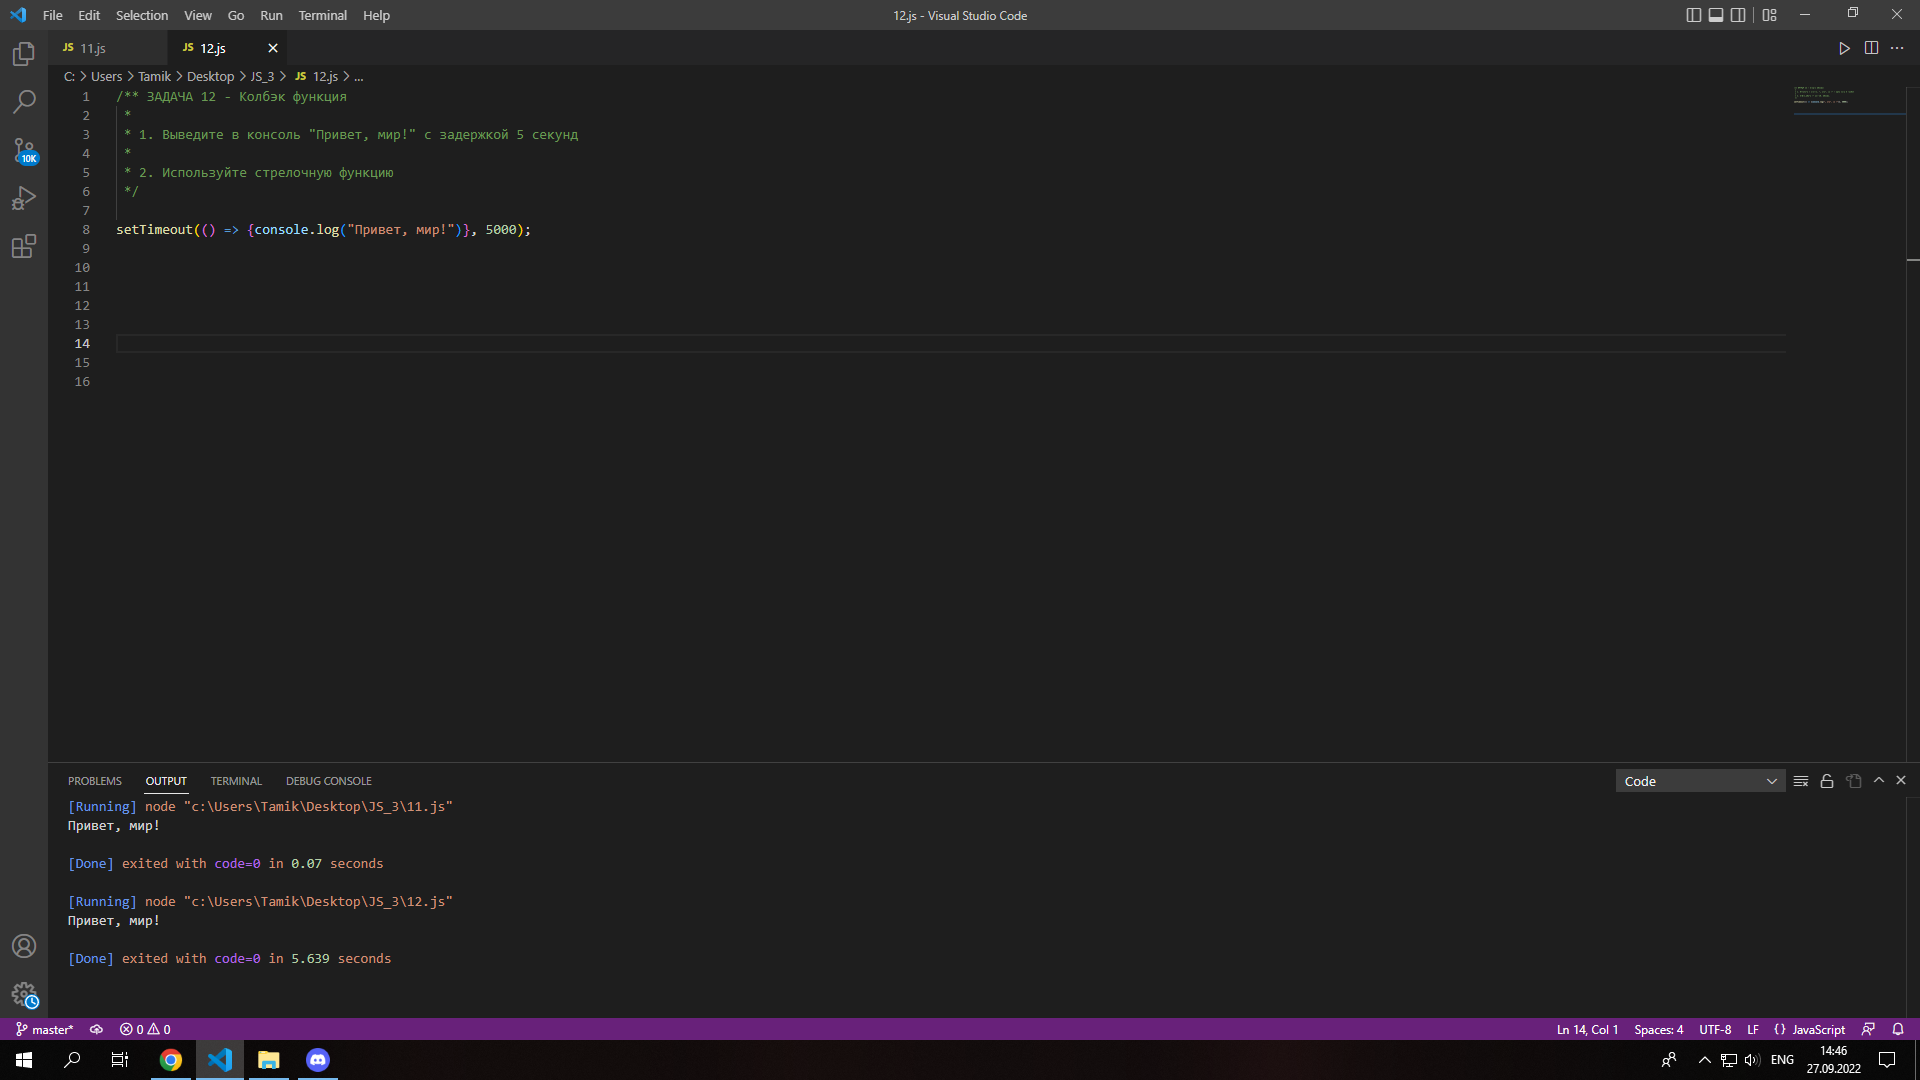 File Edit Selection View Go Run Terminal Help
12.js - Visual Studio Code
JS 11.js
JS 12.js
C: > Users > Tamik > Desktop > JS_3 > JS 12.js > ...
1 /** ЗАДАЧА 12 - Колбэк функция
2 *
3 * 1. Выведите в консоль "Привет, мир!" с задержкой 5 секунд
4 *
5 * 2. Используйте стрелочную функцию
6 */
7
8 setTimeout(() => {console.log("Привет, мир!")}, 5000);
9
10
11
12
13
14
15
16
10K
PROBLEMS OUTPUT TERMINAL DEBUG CONSOLE
Code
[Running] node "c:\Users\Tamik\Desktop\JS_3\11.js"
Привет, мир!
[Done] exited with code=0 in 0.07 seconds
[Running] node "c:\Users\Tamik\Desktop\JS_3\12.js"
Привет, мир!
[Done] exited with code=0 in 5.639 seconds
master* 0 0
Ln 14, Col 1 Spaces: 4 UTF-8 LF {} JavaScript
ENG
14:46
27.09.2022